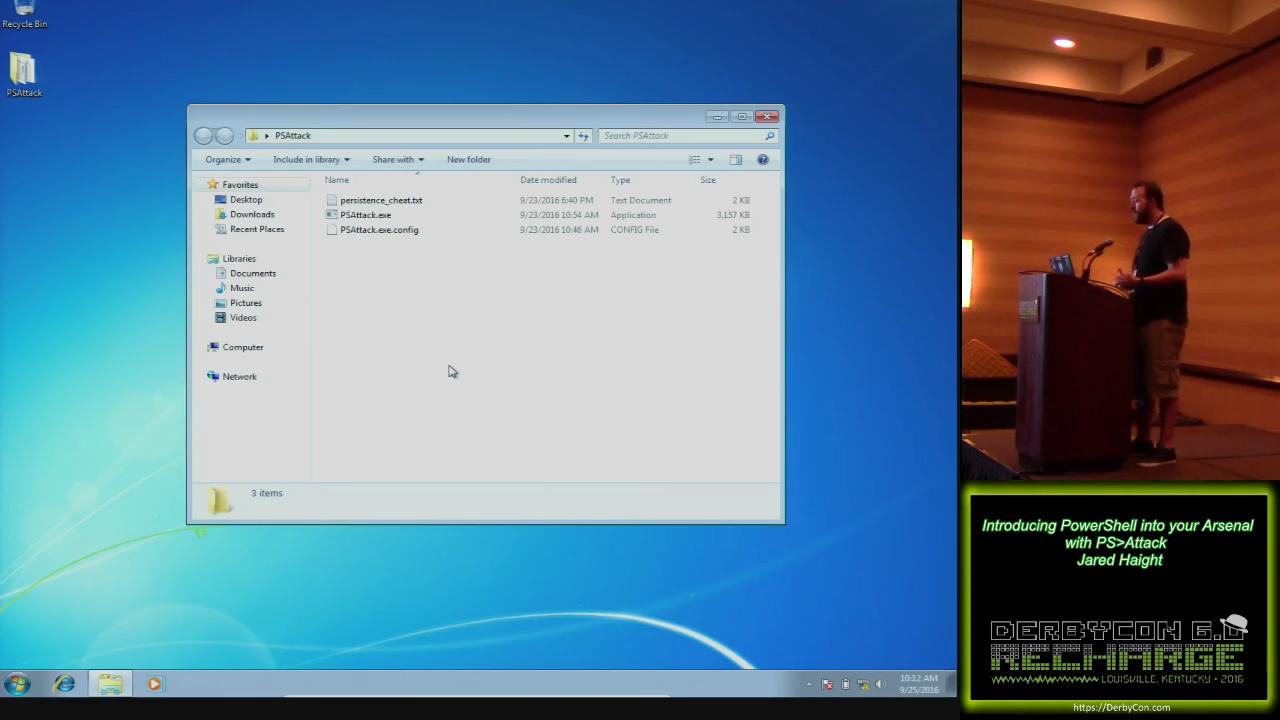 Recycle Bin
PSAttack
PSAttack
Search PSAttack
Organize
Include in library
Share with
New folder
Name
Date modified
Type
Size
Favorites
Desktop
Downloads
Recent Places
Libraries
Documents
Music
Pictures
Videos
Computer
Network
persistence_cheat.txt 9/23/2016 6:40 PM Text Document 2 KB
PSAttack.exe 9/23/2016 10:54 AM Application 3,157 KB
PSAttack.exe.config 9/23/2016 10:46 AM CONFIG File 2 KB
3 items
10:12 AM
9/25/2016
Introducing PowerShell into your Arsenal
with PS>Attack
Jared Haight
DERBYCON 6.0
RECHARGE
LOUISVILLE, KENTUCKY • 2016
https://DerbyCon.com